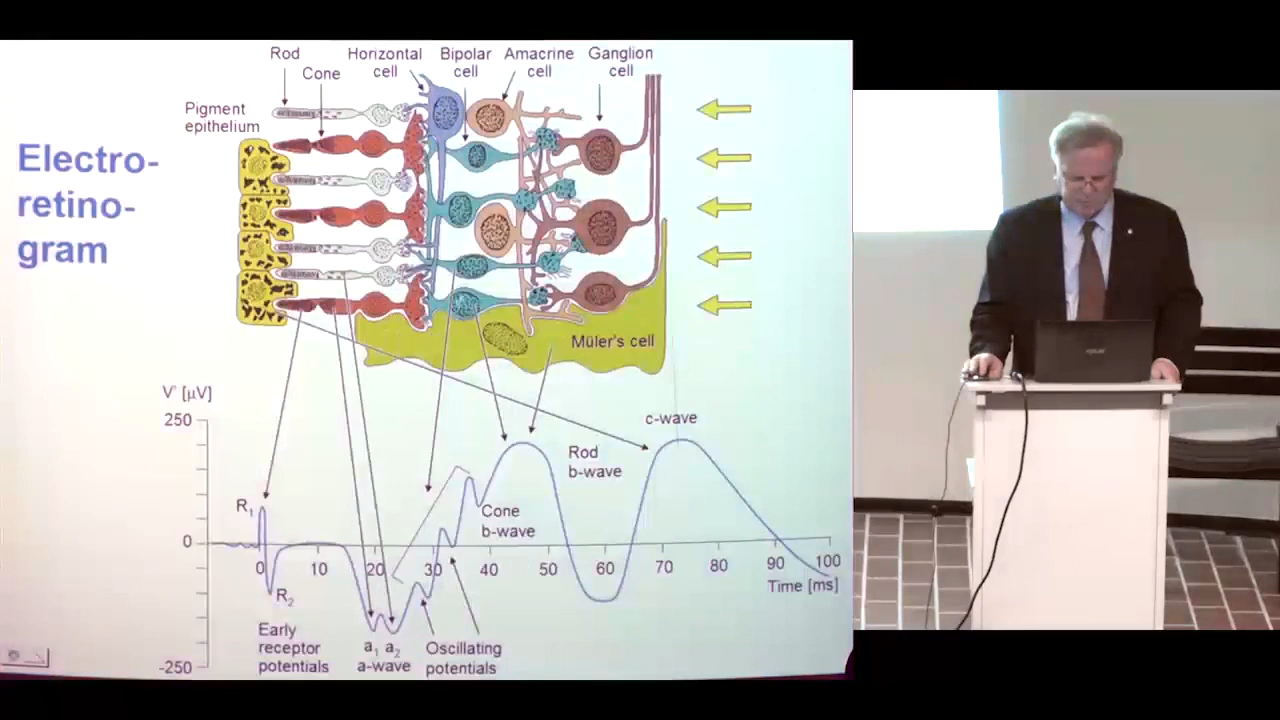 Electro-
retino-
gram
Rod
Cone
Horizontal
cell
Bipolar
cell
Amacrine
cell
Ganglion
cell
Pigment
epithelium
Müler's cell
V' [μV]
250
0
-250
R1
R2
c-wave
Rod
b-wave
Cone
b-wave
0 10 20 30 40 50 60 70 80 90 100
Time [ms]
Early
receptor
potentials
a1 a2
a-wave
Oscillating
potentials